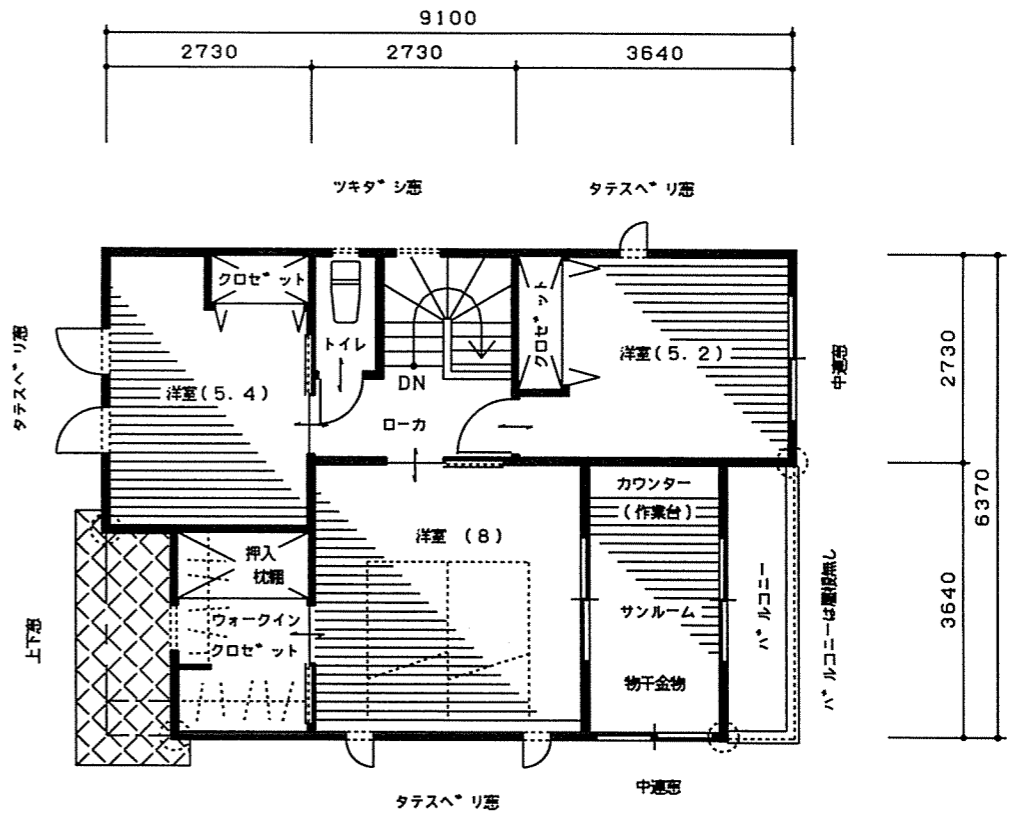 9100
2730
2730
3640
ツキダシ窓
タテスベリ窓
クロゼット
トイレ
DN
クロゼット
洋室(5.2)
洋室(5.4)
ローカ
タテスベリ窓
中連窓
2730
6370
3640
カウンター
(作業台)
洋室 (8)
押入
枕棚
ウォークイン
クロゼット
サンルーム
物干金物
バルコニー
バルコニーは屋根無し
上下窓
タテスベリ窓
中連窓